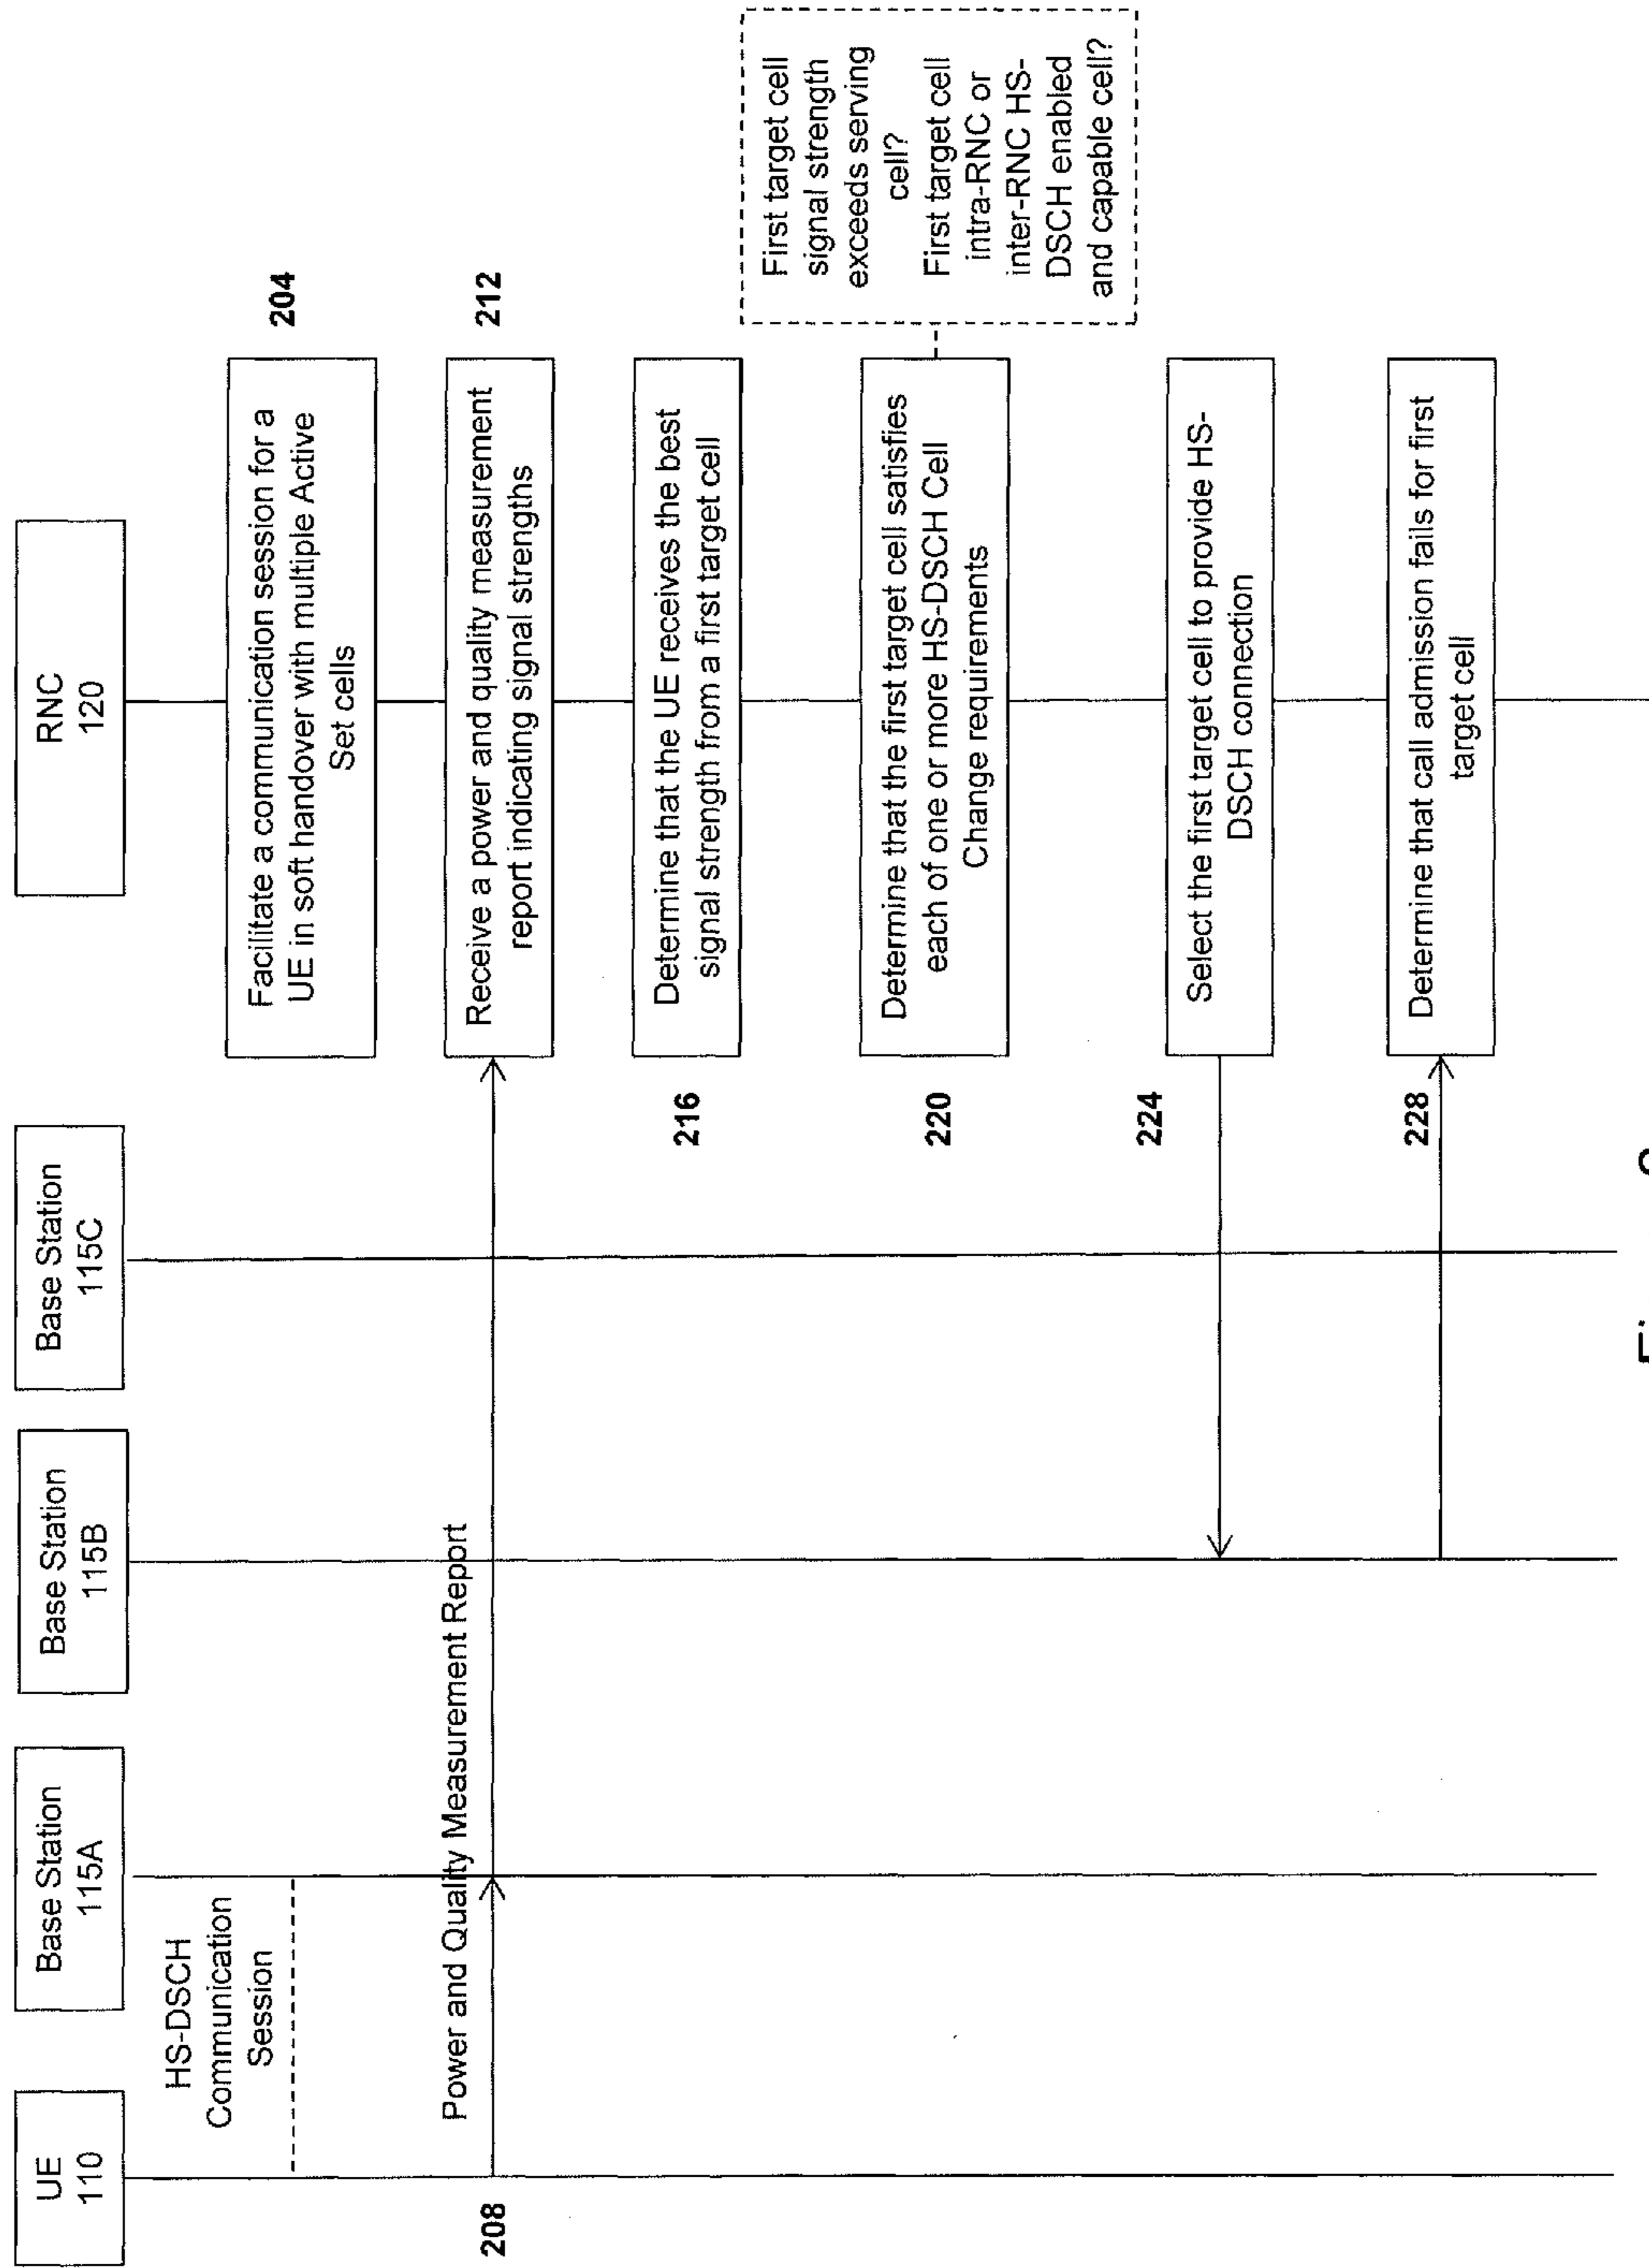 UE
110
Base Station
115A
Base Station
115B
Base Station
115C
RNC
120
HS-DSCH
Communication
Session
Facilitate a communication session for a
UE in soft handover with multiple Active
Set cells
204
208
Power and Quality Measurement Report
Receive a power and quality measurement
report indicating signal strengths
212
216
Determine that the UE receives the best
signal strength from a first target cell
220
Determine that the first target cell satisfies
each of one or more HS-DSCH Cell
Change requirements
First target cell
signal strength
exceeds serving
cell?
First target cell
intra-RNC or
inter-RNC HS-
DSCH enabled
and capable cell?
224
Select the first target cell to provide HS-
DSCH connection
228
Determine that call admission fails for first
target cell